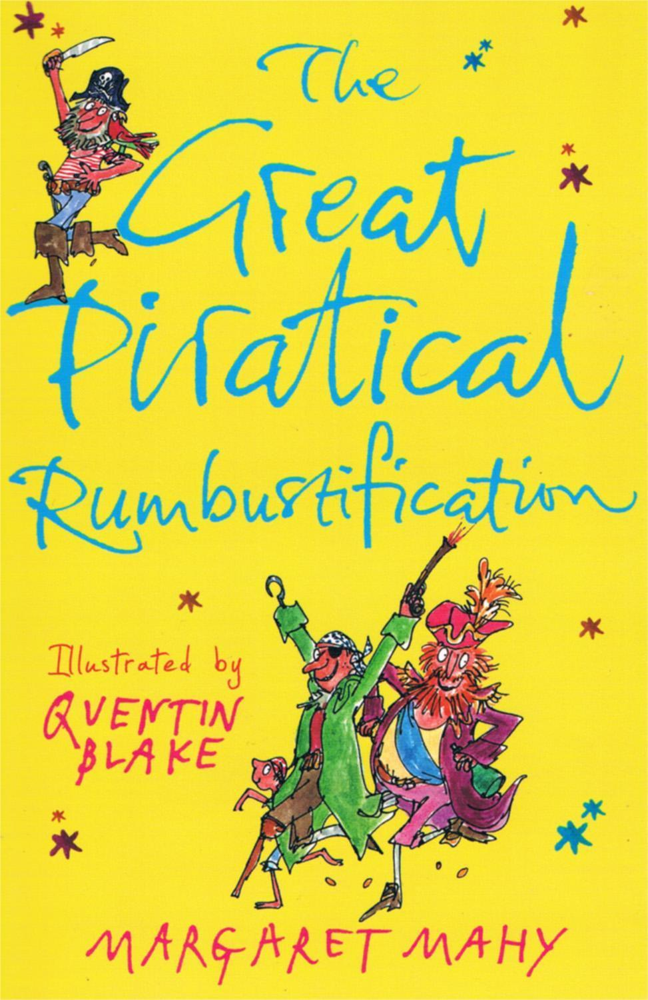 The
Great
Piratical
Rumbustification
Illustrated by
QUENTIN
BLAKE
MARGARET MAHY